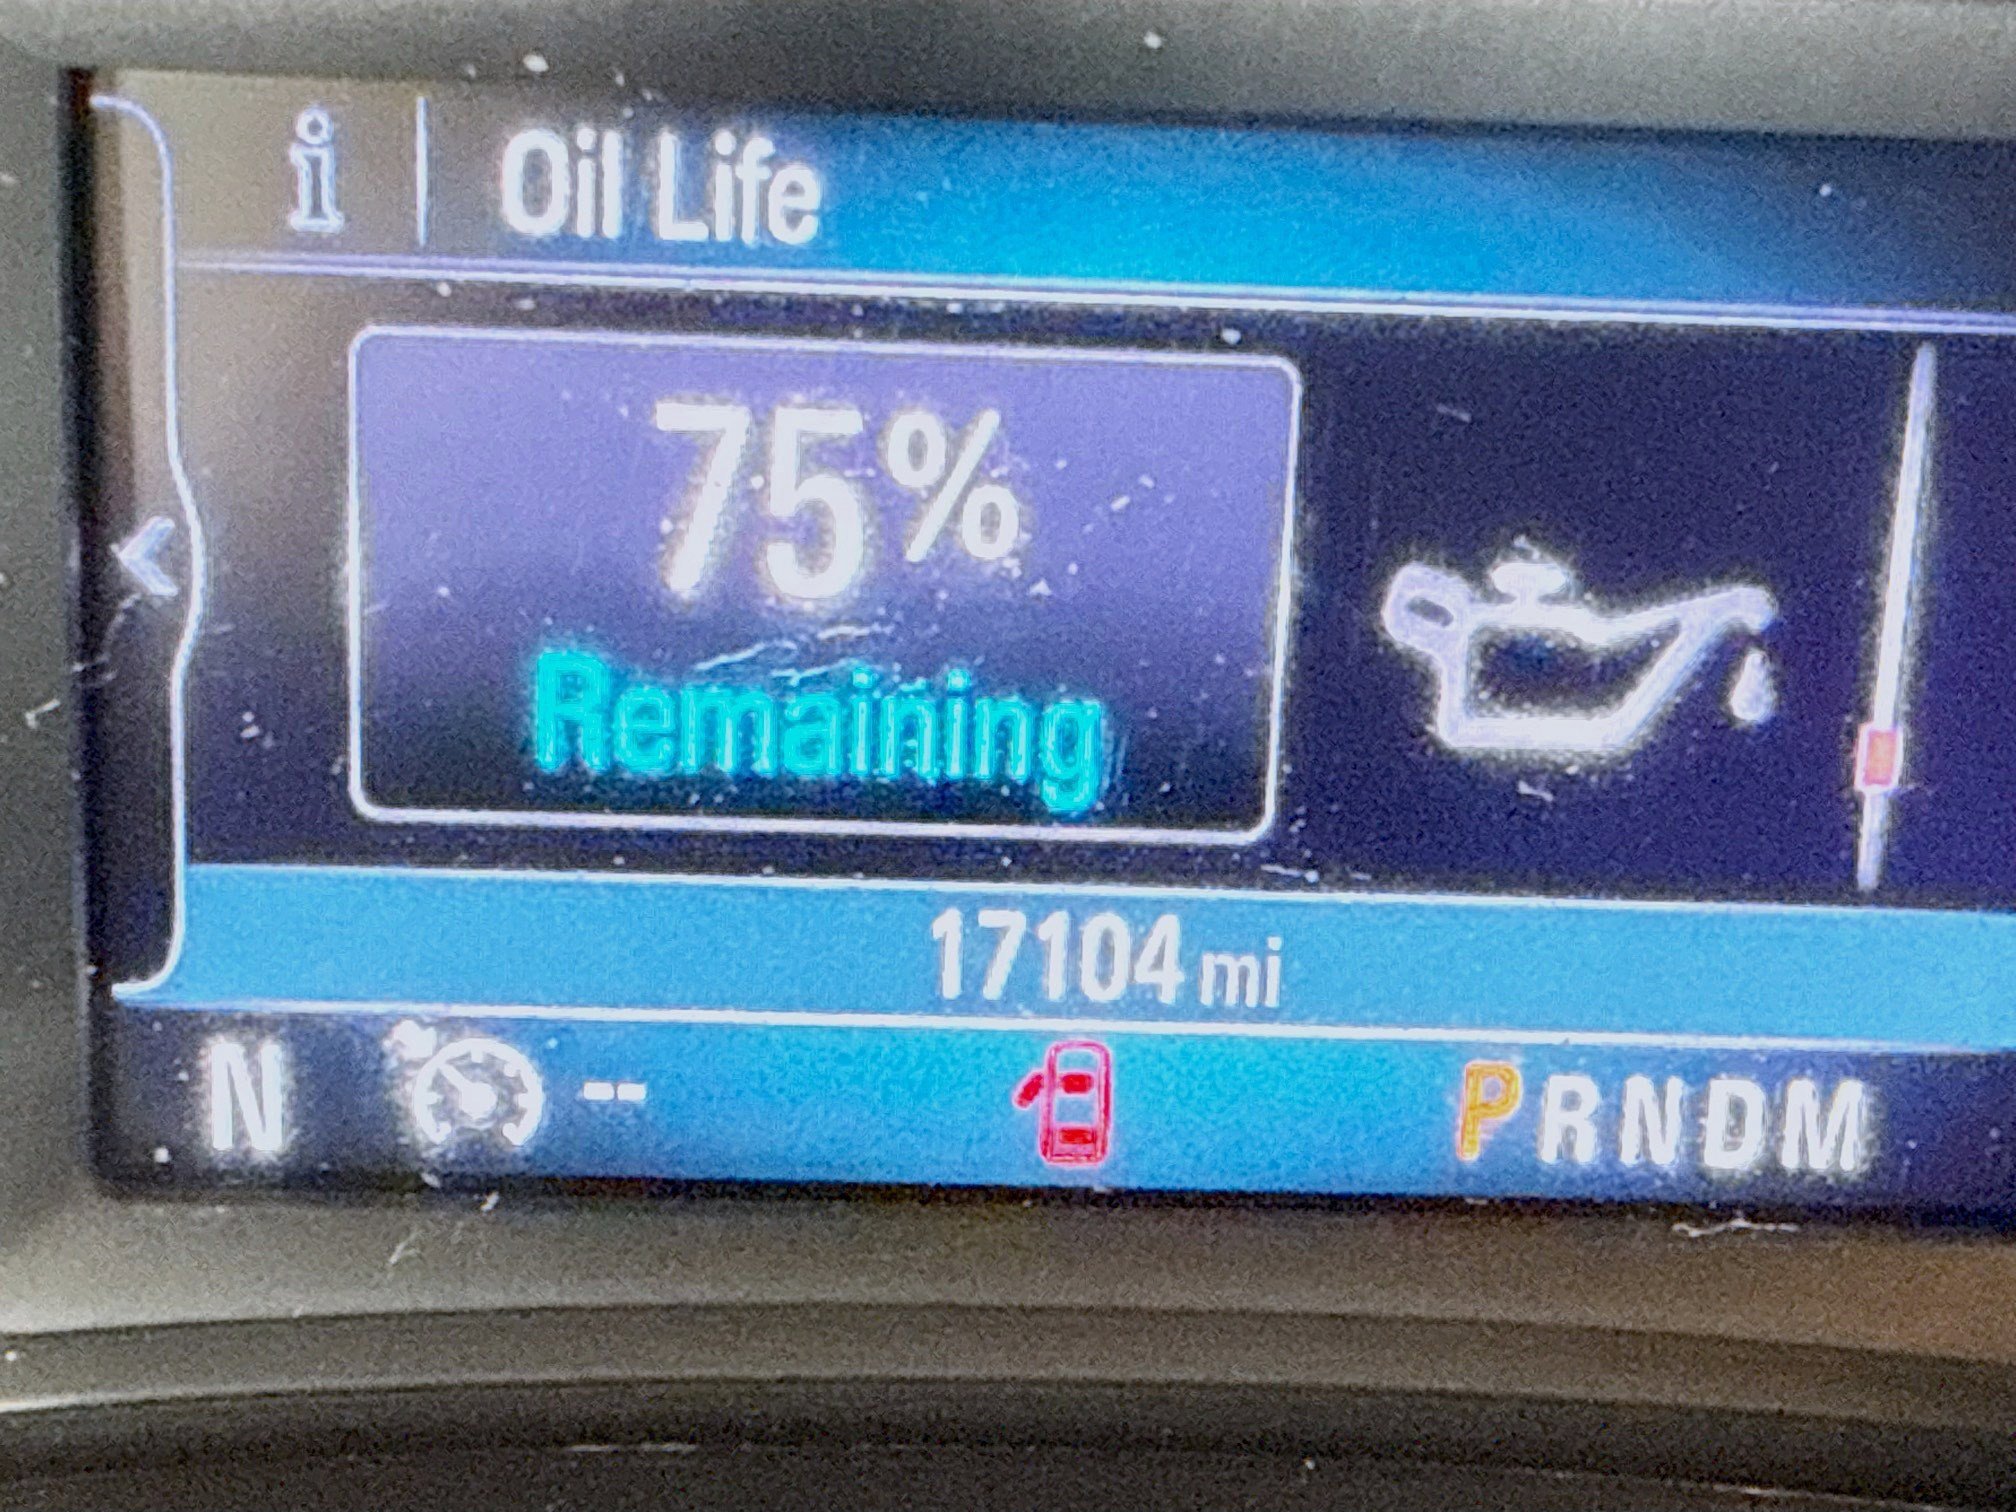 i Oil Life
75%
Remaining
17104 mi
N -- PRNDM